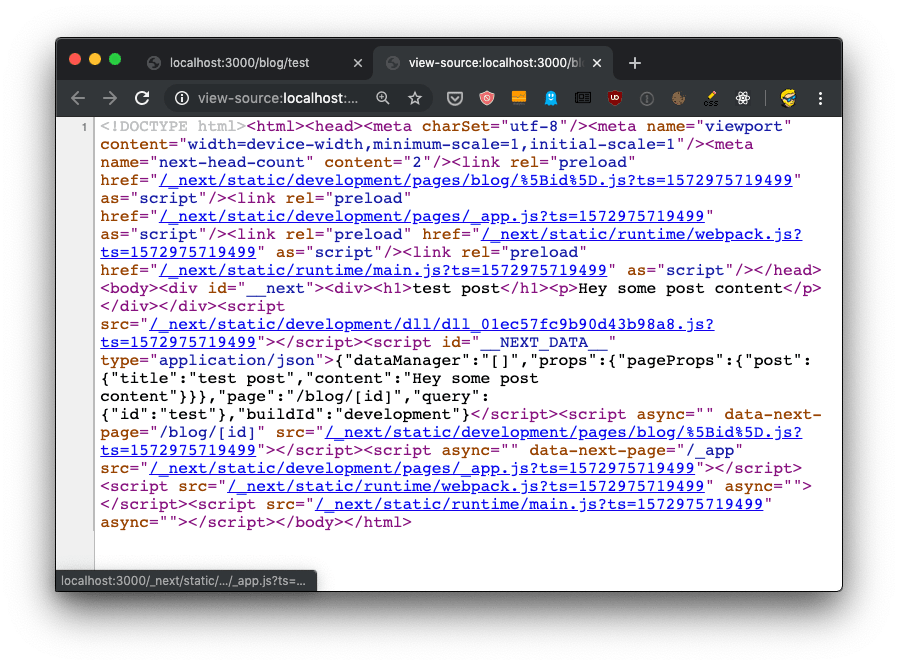 localhost:3000/blog/test
view-source:localhost:3000/bl
view-source:localhost:...
UD
css
1
<!DOCTYPE html><html><head><meta charSet="utf-8"/><meta name="viewport"
content="width=device-width,minimum-scale=1,initial-scale=1"/><meta
name="next-head-count" content="2"/><link rel="preload"
href="/_next/static/development/pages/blog/%5Bid%5D.js?ts=1572975719499"
as="script"/><link rel="preload"
href="/_next/static/development/pages/_app.js?ts=1572975719499"
as="script"/><link rel="preload" href="/_next/static/runtime/webpack.js?
ts=1572975719499" as="script"/><link rel="preload"
href="/_next/static/runtime/main.js?ts=1572975719499" as="script"/></head>
<body><div id="__next"><div><h1>test post</h1><p>Hey some post content</p>
</div></div><script
src="/_next/static/development/dll/dll_01ec57fc9b90d43b98a8.js?
ts=1572975719499"></script><script id="__NEXT_DATA__"
type="application/json">{"dataManager":"[]","props":{"pageProps":{"post":
{"title":"test post","content":"Hey some post
content"}}},"page":"/blog/[id]","query":
{"id":"test"},"buildId":"development"}</script><script async="" data-next-
page="/blog/[id]" src="/_next/static/development/pages/blog/%5Bid%5D.js?
ts=1572975719499"></script><script async="" data-next-page="/_app"
src="/_next/static/development/pages/_app.js?ts=1572975719499"></script>
<script src="/_next/static/runtime/webpack.js?ts=1572975719499" async="">
</script><script src="/_next/static/runtime/main.js?ts=1572975719499"
async=""></script></body></html>
localhost:3000/_next/static/.../_app.js?ts=...